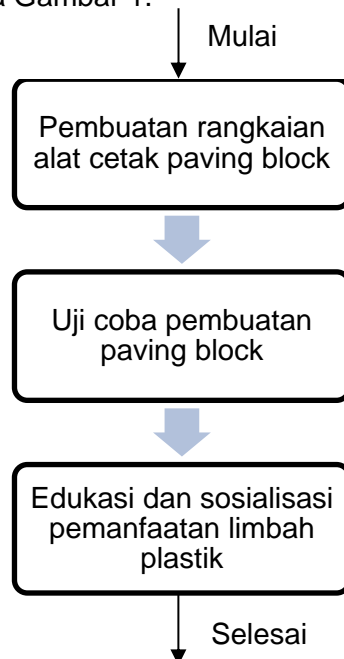 Gambar 1.
Mulai
Pembuatan rangkaian
alat cetak paving block
Uji coba pembuatan
paving block
Edukasi dan sosialisasi
pemanfaatan limbah
plastik
Selesai